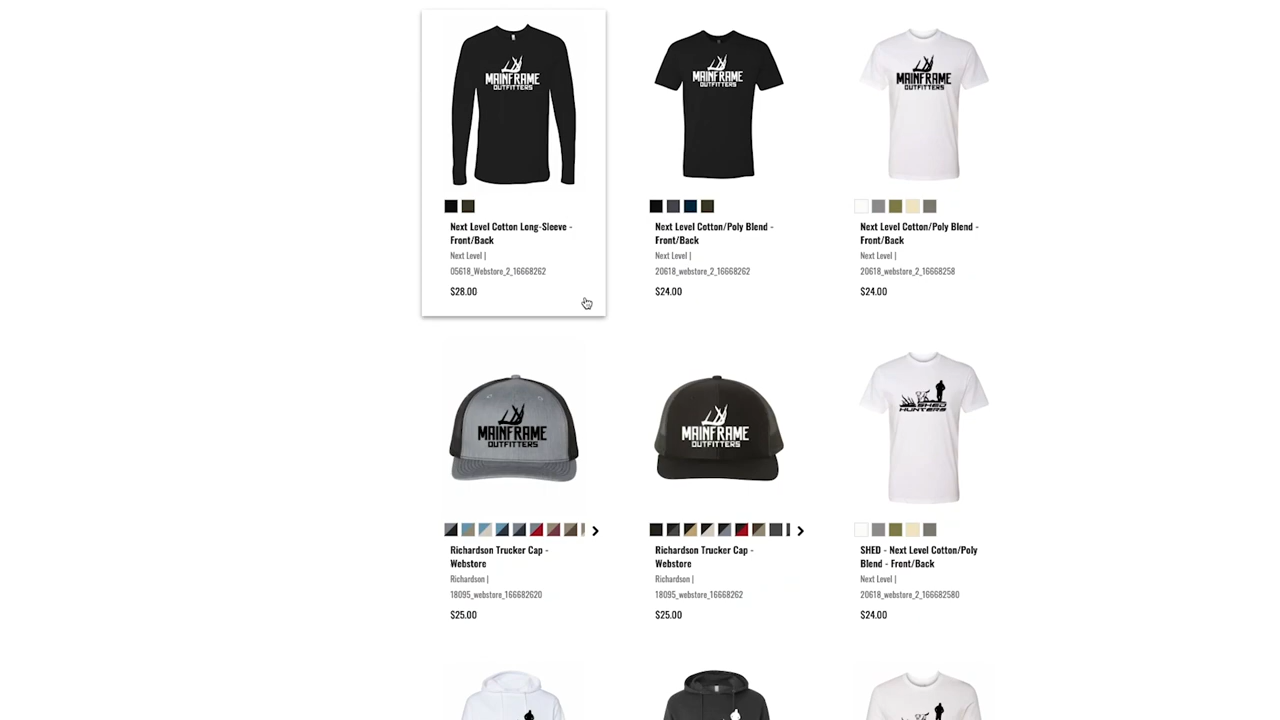 MAINFRAME
OUTFITTERS
MAINFRAME
OUTFITTERS
MAINFRAME
OUTFITTERS
Next Level Cotton Long-Sleeve -
Front/Back
Next Level |
05618_Webstore_2_16668262
$28.00
Next Level Cotton/Poly Blend -
Front/Back
Next Level |
20618_webstore_2_16668262
$24.00
Next Level Cotton/Poly Blend -
Front/Back
Next Level |
20618_webstore_2_16668258
$24.00
MAINFRAME
OUTFITTERS
MAINFRAME
OUTFITTERS
SHED
HUNTERS
Richardson Trucker Cap -
Webstore
Richardson |
18095_webstore_166682620
$25.00
Richardson Trucker Cap -
Webstore
Richardson |
18095_webstore_16668262
$25.00
SHED - Next Level Cotton/Poly
Blend - Front/Back
Next Level |
20618_webstore_2_166682580
$24.00